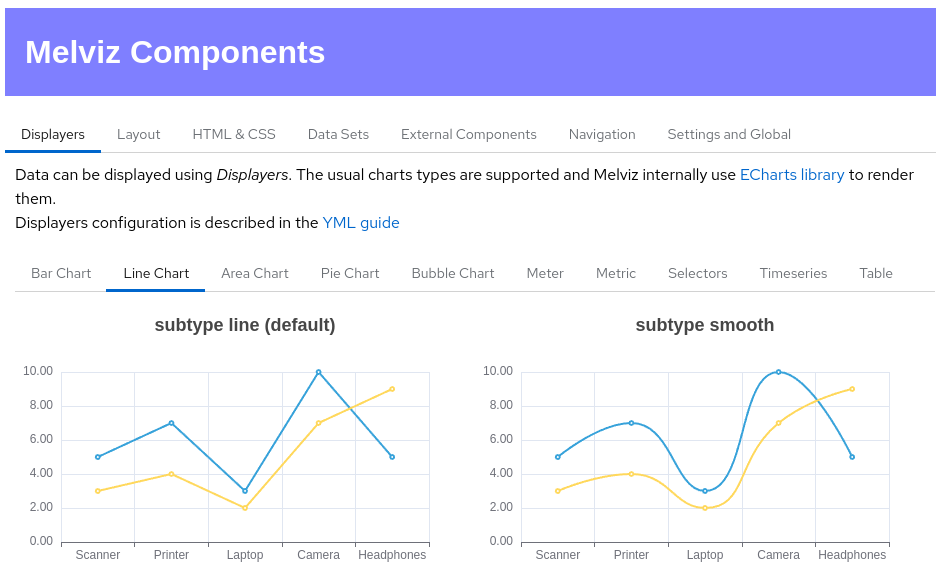 Melviz Components
Displayers Layout HTML & CSS Data Sets External Components Navigation Settings and Global
Data can be displayed using Displayers. The usual charts types are supported and Melviz internally use ECharts library to render
them.
Displayers configuration is described in the YML guide
Bar Chart Line Chart Area Chart Pie Chart Bubble Chart Meter Metric Selectors Timeseries Table
subtype line (default)
10.00
8.00
6.00
4.00
2.00
0.00
Scanner Printer Laptop Camera Headphones
subtype smooth
10.00
8.00
6.00
4.00
2.00
0.00
Scanner Printer Laptop Camera Headphones